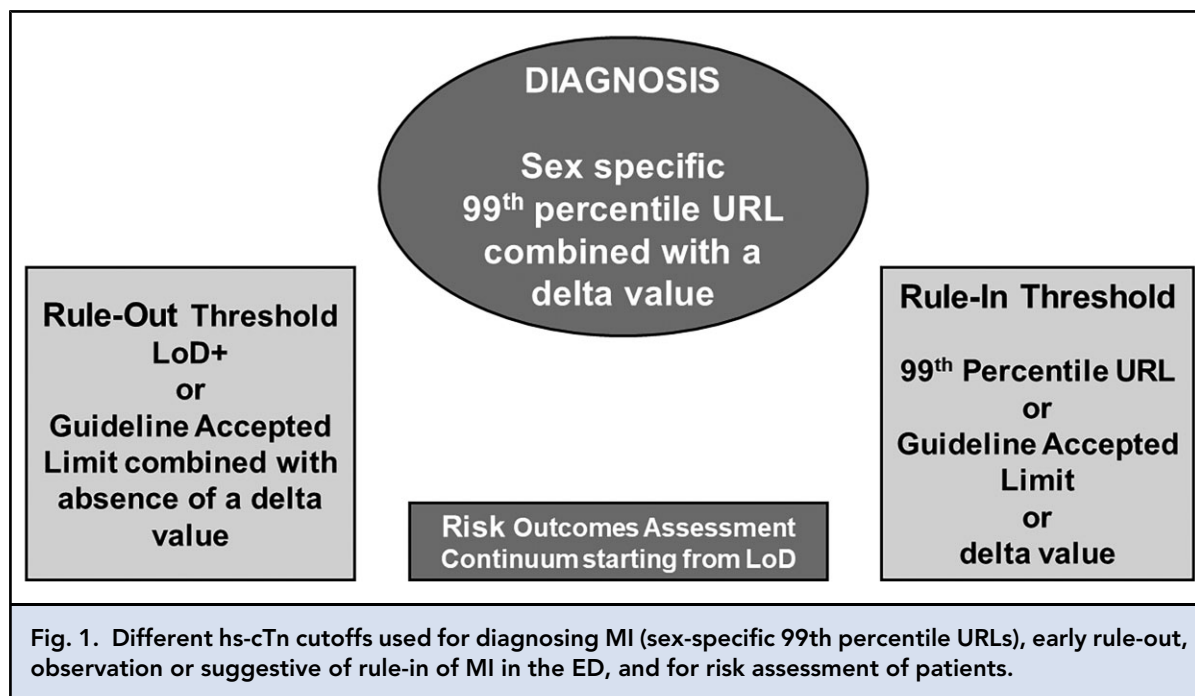 DIAGNOSIS
Sex specific
99th percentile URL
combined with a
delta value
Rule-Out Threshold
LoD+
or
Guideline Accepted
Limit combined with
absence of a delta
value
Risk Outcomes Assessment
Continuum starting from LoD
Rule-In Threshold
99th Percentile URL
or
Guideline Accepted
Limit
or
delta value
Fig. 1. Different hs-cTn cutoffs used for diagnosing MI (sex-specific 99th percentile URLs), early rule-out,
observation or suggestive of rule-in of MI in the ED, and for risk assessment of patients.